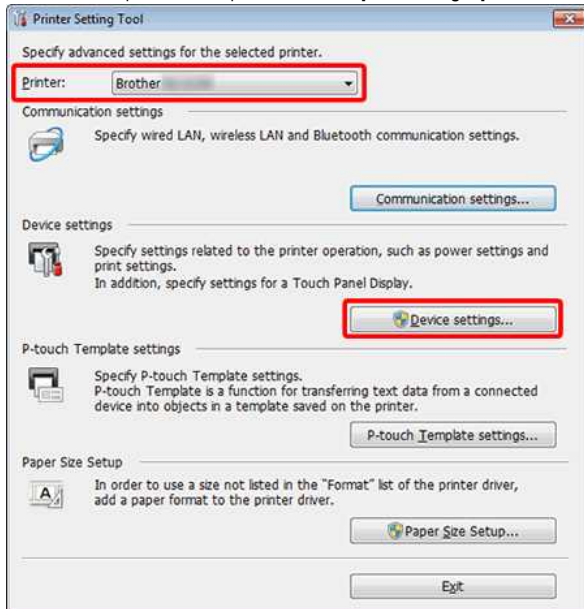 Printer Setting Tool
Specify advanced settings for the selected printer.
Printer: Brother
Communication settings
Specify wired LAN, wireless LAN and Bluetooth communication settings.
Communication settings...
Device settings
Specify settings related to the printer operation, such as power settings and
print settings.
In addition, specify settings for a Touch Panel Display.
Device settings...
P-touch Template settings
Specify P-touch Template settings.
P-touch Template is a function for transferring text data from a connected
device into objects in a template saved on the printer.
P-touch Template settings...
Paper Size Setup
In order to use a size not listed in the "Format" list of the printer driver,
add a paper format to the printer driver.
Paper Size Setup...
Exit